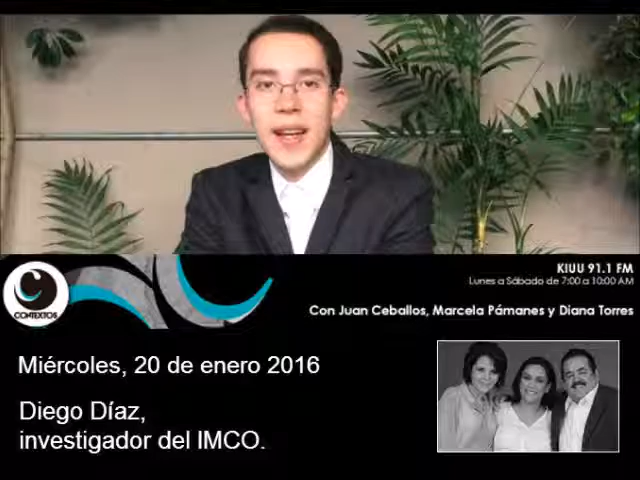 KIUU 91.1 FM
Lunes a Sábado de 7:00 a 10:00 AM
CONTEXTOS
Con Juan Ceballos, Marcela Pámanes y Diana Torres
Miércoles, 20 de enero 2016
Diego Díaz,
investigador del IMCO.